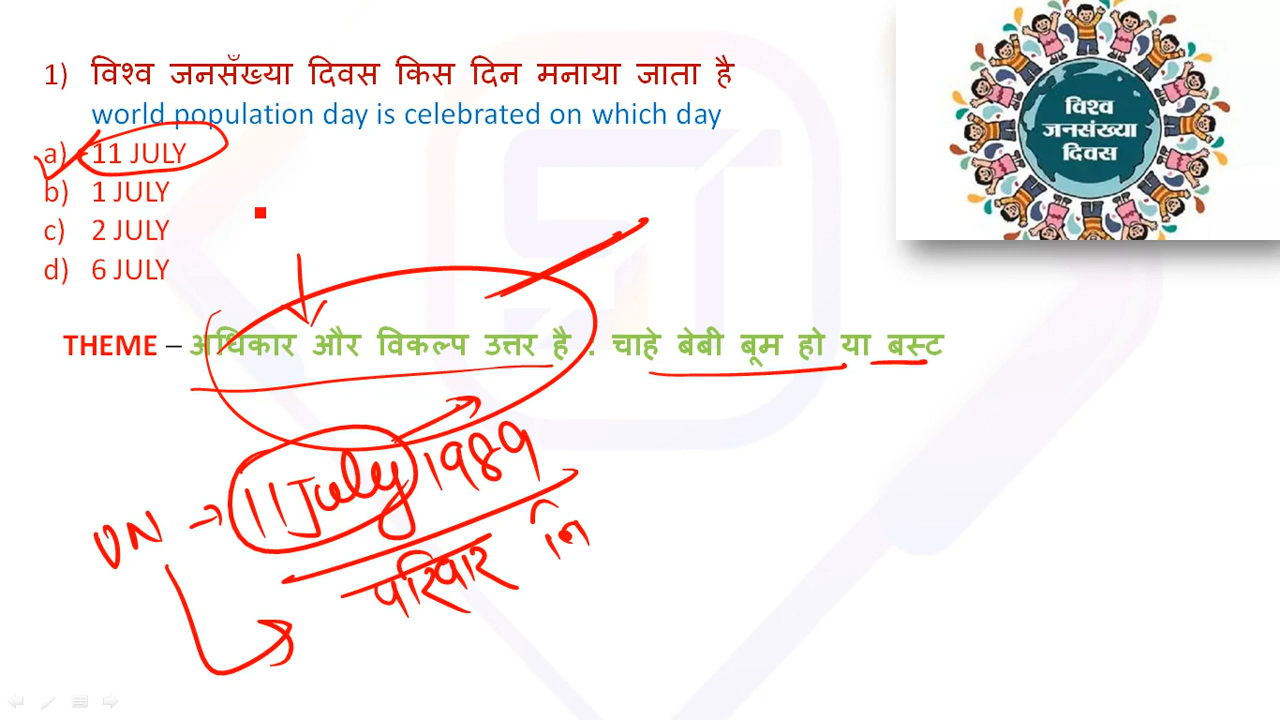 1) विश्व जनसँख्या दिवस किस दिन मनाया जाता है
world population day is celebrated on which day
a) 11 JULY
b) 1 JULY
c) 2 JULY
d) 6 JULY
विश्व
जनसंख्या
दिवस
THEME – अधिकार और विकल्प उत्तर है : चाहे बेबी बूम हो या बस्ट
UN → 11 July 1989
परिवार नि